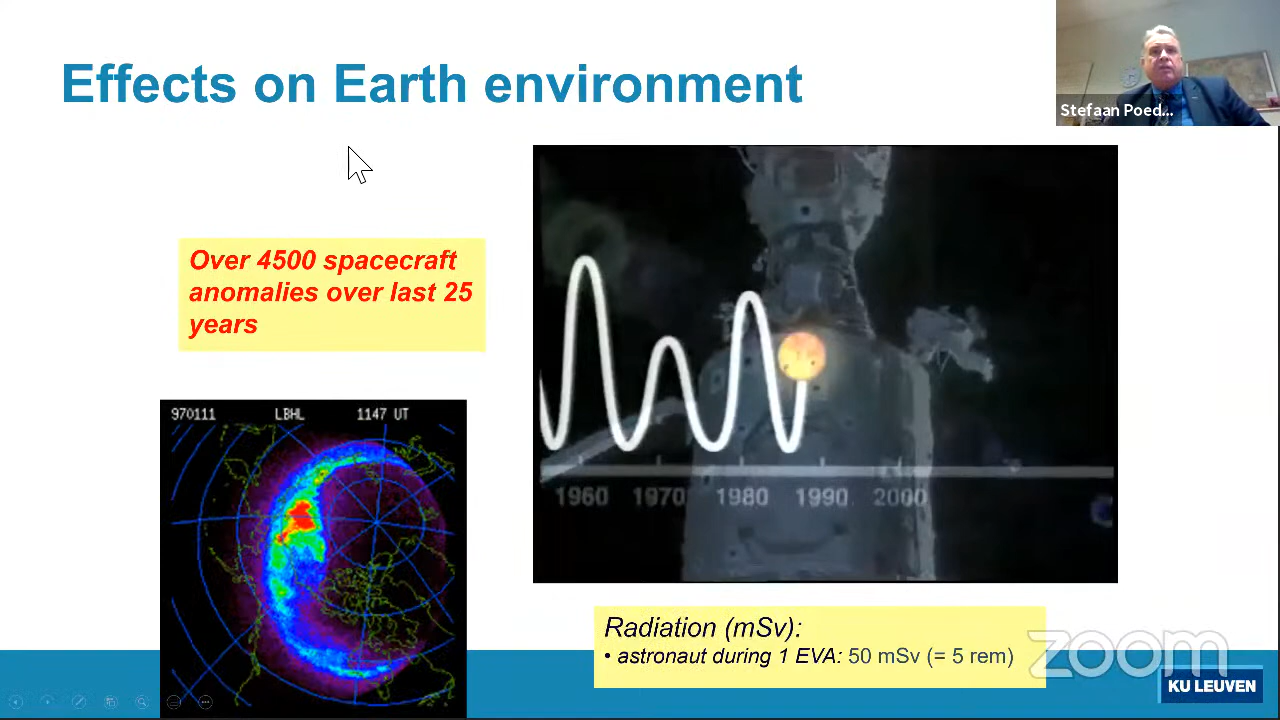 Effects on Earth environment
Stefaan Poed...
Over 4500 spacecraft
anomalies over last 25
years
970111 LBHL 1147 UT
1960 1970 1980 1990 2000
Radiation (mSv):
• astronaut during 1 EVA: 50 mSv (= 5 rem)
zoom
KU LEUVEN